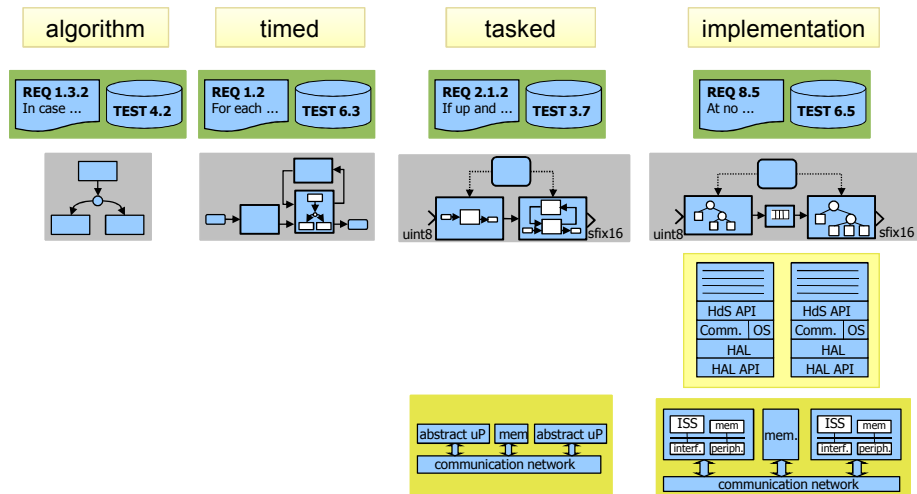 algorithm
timed
tasked
implementation
REQ 1.3.2
In case ...
TEST 4.2
REQ 1.2
For each ...
TEST 6.3
REQ 2.1.2
If up and ...
TEST 3.7
REQ 8.5
At no ...
TEST 6.5
uint8
sfix16
uint8
sfix16
HdS API
Comm. OS
HAL
HAL API
HdS API
Comm. OS
HAL
HAL API
abstract uP
mem
abstract uP
communication network
ISS
mem
interf.
periph.
mem.
ISS
mem
interf.
periph.
communication network